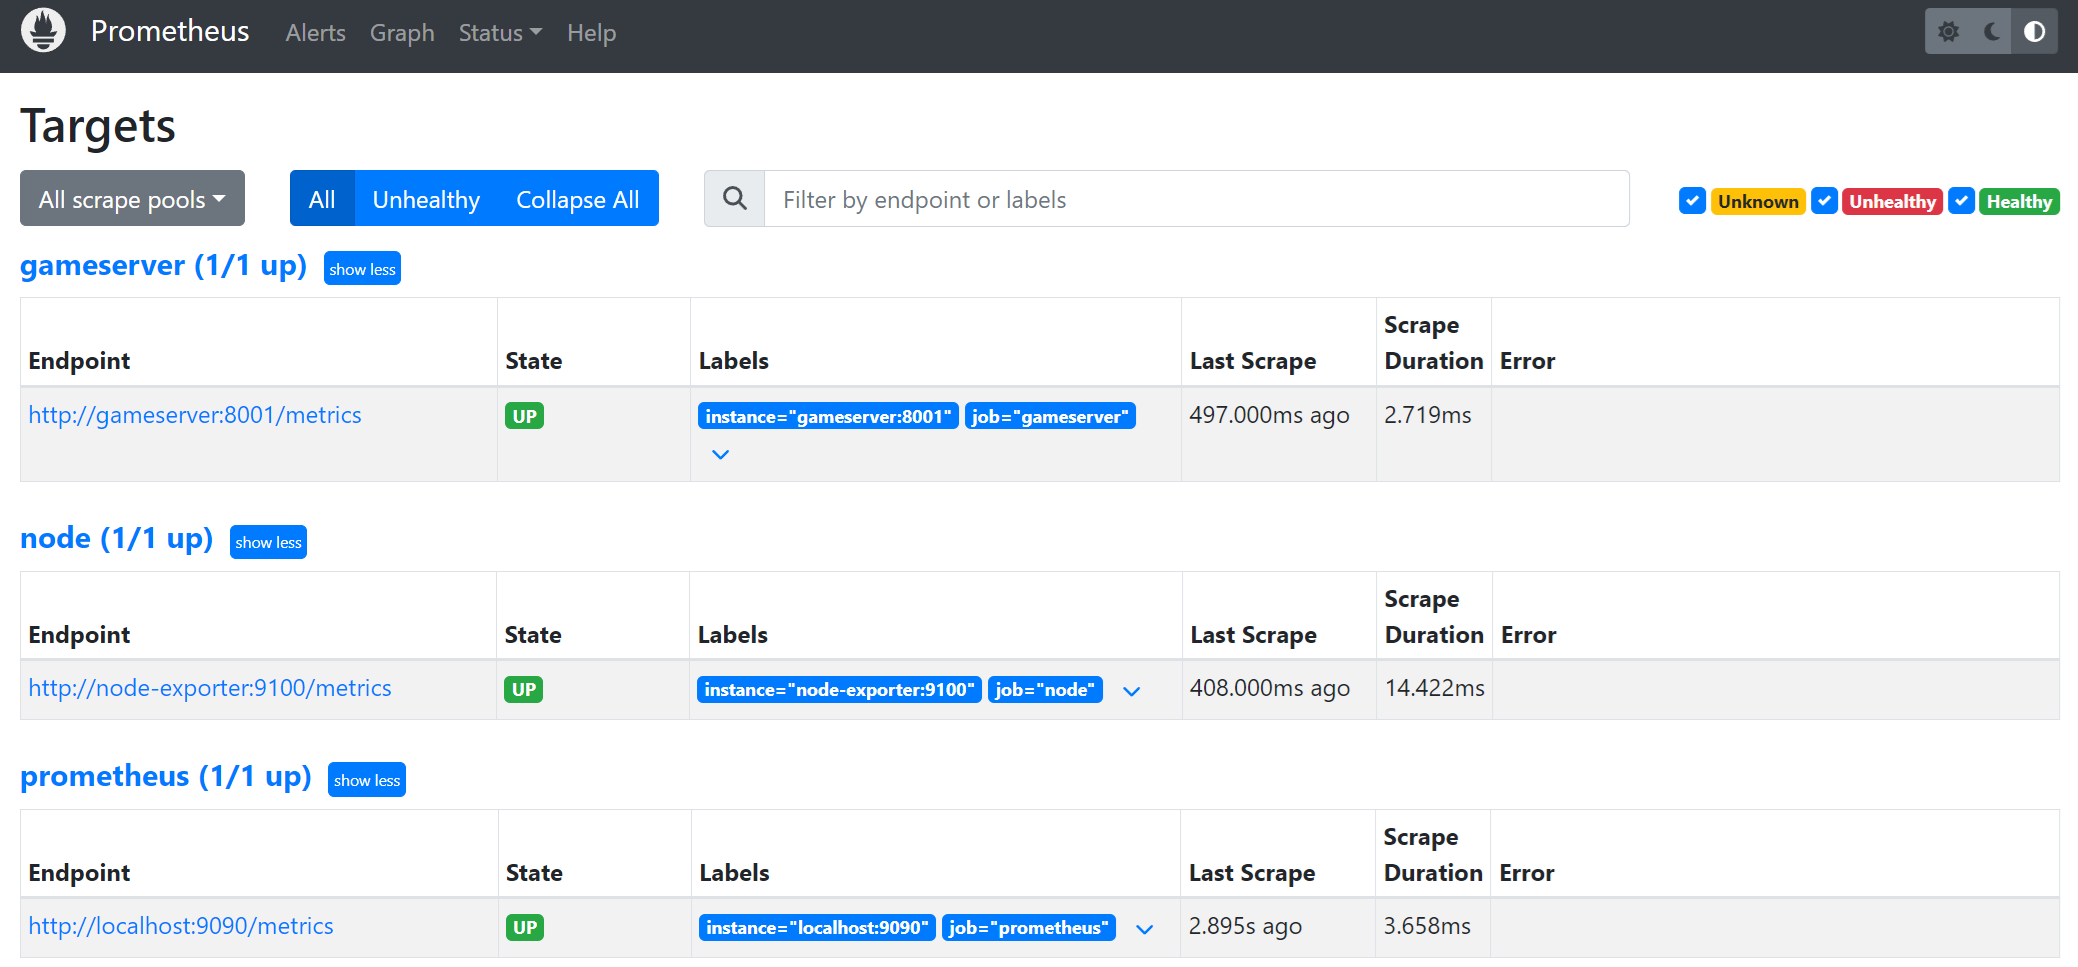 Prometheus Alerts Graph Status Help
Targets
All scrape pools All Unhealthy Collapse All Filter by endpoint or labels Unknown Unhealthy Healthy
gameserver (1/1 up) show less
Endpoint State Labels Last Scrape Scrape Duration Error
http://gameserver:8001/metrics UP instance="gameserver:8001" job="gameserver" 497.000ms ago 2.719ms
node (1/1 up) show less
Endpoint State Labels Last Scrape Scrape Duration Error
http://node-exporter:9100/metrics UP instance="node-exporter:9100" job="node" 408.000ms ago 14.422ms
prometheus (1/1 up) show less
Endpoint State Labels Last Scrape Scrape Duration Error
http://localhost:9090/metrics UP instance="localhost:9090" job="prometheus" 2.895s ago 3.658ms